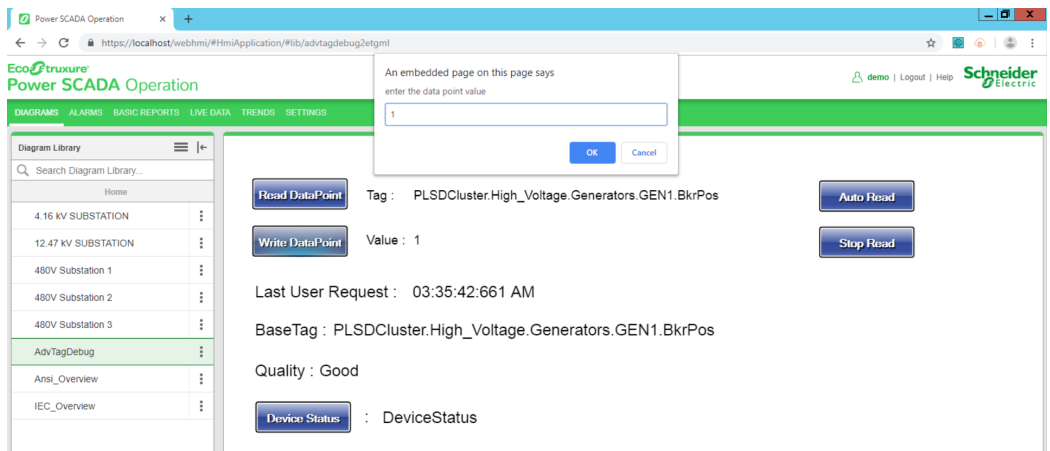 Power SCADA Operation
https://localhost/webhmi/#HmiApplication/#lib/advtagdebug2etgml
EcoStruxure
Power SCADA Operation
demo | Logout | Help
Schneider
Electric
DIAGRAMS ALARMS BASIC REPORTS LIVE DATA TRENDS SETTINGS
An embedded page on this page says
enter the data point value
1
OK Cancel
Diagram Library
Search Diagram Library...
Home
4.16 kV SUBSTATION
12.47 kV SUBSTATION
480V Substation 1
480V Substation 2
480V Substation 3
AdvTagDebug
Ansi_Overview
IEC_Overview
Read DataPoint Tag : PLSDCluster.High_Voltage.Generators.GEN1.BkrPos Auto Read
Write DataPoint Value : 1 Stop Read
Last User Request : 03:35:42:661 AM
BaseTag : PLSDCluster.High_Voltage.Generators.GEN1.BkrPos
Quality : Good
Device Status : DeviceStatus